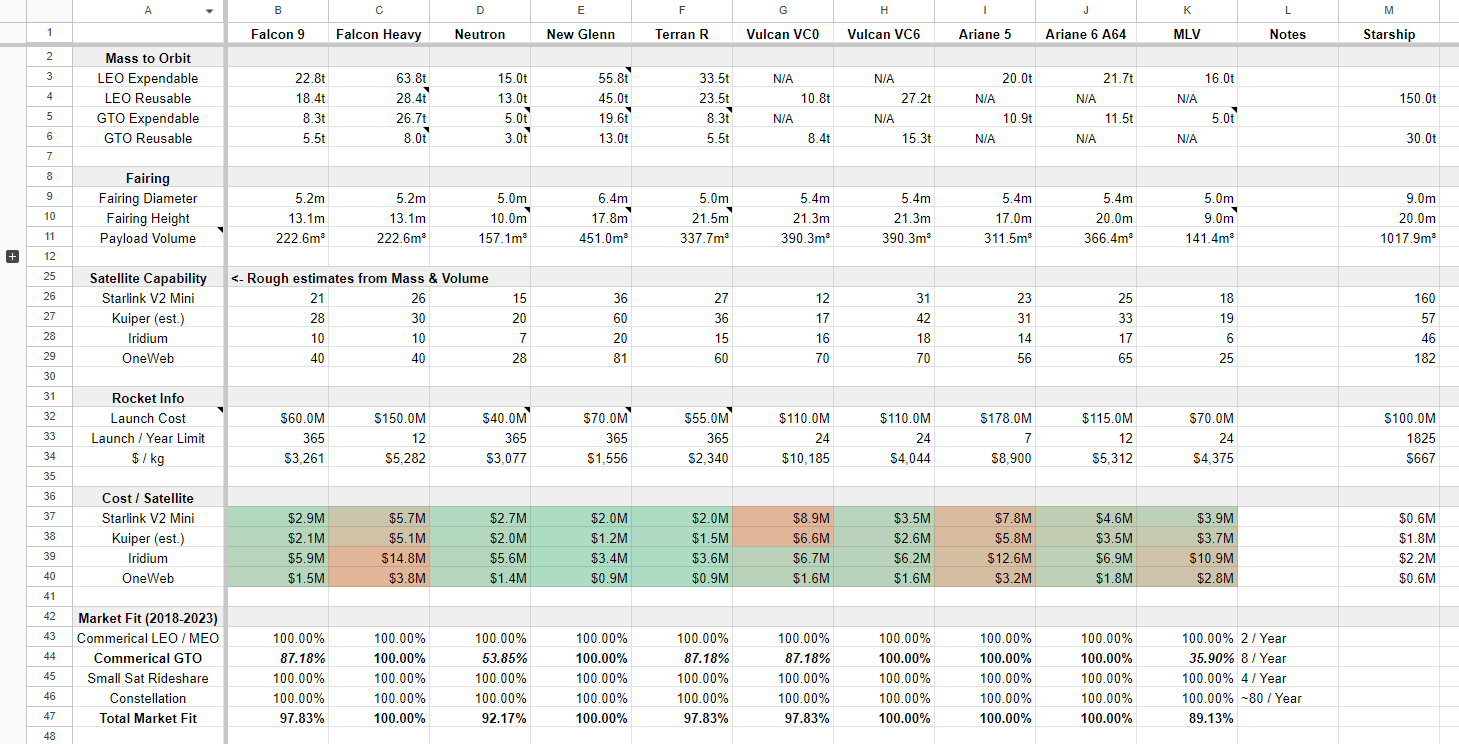 A B C D E F G H I J K L M
1 Falcon 9 Falcon Heavy Neutron New Glenn Terran R Vulcan VC0 Vulcan VC6 Ariane 5 Ariane 6 A64 MLV Notes Starship
2 Mass to Orbit
3 LEO Expendable 22.8t 63.8t 15.0t 55.8t 33.5t N/A N/A 20.0t 21.7t 16.0t
4 LEO Reusable 18.4t 28.4t 13.0t 45.0t 23.5t 10.8t 27.2t N/A N/A N/A 150.0t
5 GTO Expendable 8.3t 26.7t 5.0t 19.6t 8.3t N/A N/A 10.9t 11.5t 5.0t
6 GTO Reusable 5.5t 8.0t 3.0t 13.0t 5.5t 8.4t 15.3t N/A N/A N/A 30.0t
7
8 Fairing
9 Fairing Diameter 5.2m 5.2m 5.0m 6.4m 5.0m 5.4m 5.4m 5.4m 5.4m 5.0m 9.0m
10 Fairing Height 13.1m 13.1m 10.0m 17.8m 21.5m 21.3m 21.3m 17.0m 20.0m 9.0m 20.0m
11 Payload Volume 222.6m³ 222.6m³ 157.1m³ 451.0m³ 337.7m³ 390.3m³ 390.3m³ 311.5m³ 366.4m³ 141.4m³ 1017.9m³
12
25 Satellite Capability <- Rough estimates from Mass & Volume
26 Starlink V2 Mini 21 26 15 36 27 12 31 23 25 18 160
27 Kuiper (est.) 28 30 20 60 36 17 42 31 33 19 57
28 Iridium 10 10 7 20 15 16 18 14 17 6 46
29 OneWeb 40 40 28 81 60 70 70 56 65 25 182
30
31 Rocket Info
32 Launch Cost $60.0M $150.0M $40.0M $70.0M $55.0M $110.0M $110.0M $178.0M $115.0M $70.0M $100.0M
33 Launch / Year Limit 365 12 365 365 365 24 24 7 12 24 1825
34 $ / kg $3,261 $5,282 $3,077 $1,556 $2,340 $10,185 $4,044 $8,900 $5,312 $4,375 $667
35
36 Cost / Satellite
37 Starlink V2 Mini $2.9M $5.7M $2.7M $2.0M $2.0M $8.9M $3.5M $7.8M $4.6M $3.9M $0.6M
38 Kuiper (est.) $2.1M $5.1M $2.0M $1.2M $1.5M $6.6M $2.6M $5.8M $3.5M $3.7M $1.8M
39 Iridium $5.9M $14.8M $5.6M $3.4M $3.6M $6.7M $6.2M $12.6M $6.9M $10.9M $2.2M
40 OneWeb $1.5M $3.8M $1.4M $0.9M $0.9M $1.6M $1.6M $3.2M $1.8M $2.8M $0.6M
41
42 Market Fit (2018-2023)
43 Commerical LEO / MEO 100.00% 100.00% 100.00% 100.00% 100.00% 100.00% 100.00% 100.00% 100.00% 100.00% 2 / Year
44 Commerical GTO 87.18% 100.00% 53.85% 100.00% 87.18% 87.18% 100.00% 100.00% 100.00% 35.90% 8 / Year
45 Small Sat Rideshare 100.00% 100.00% 100.00% 100.00% 100.00% 100.00% 100.00% 100.00% 100.00% 100.00% 4 / Year
46 Constellation 100.00% 100.00% 100.00% 100.00% 100.00% 100.00% 100.00% 100.00% 100.00% 100.00% ~80 / Year
47 Total Market Fit 97.83% 100.00% 92.17% 100.00% 97.83% 97.83% 100.00% 100.00% 100.00% 89.13%
48